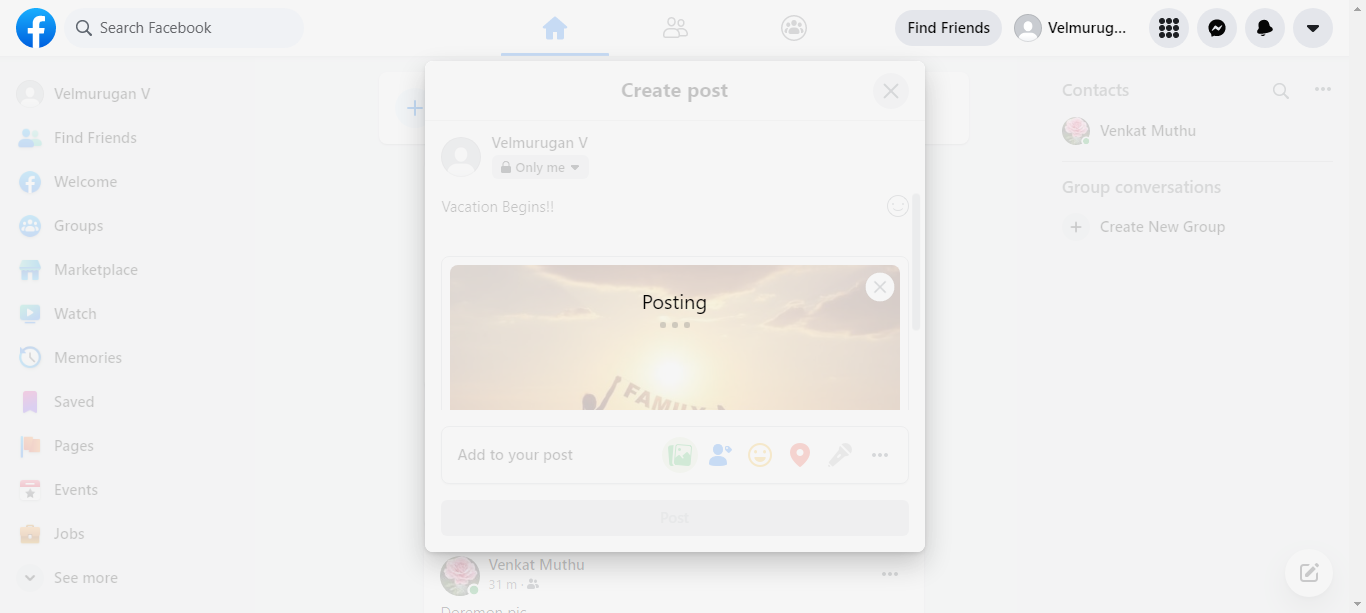 Search Facebook
Find Friends
Velmurug...
Velmurugan V
Find Friends
Welcome
Groups
Marketplace
Watch
Memories
Saved
Pages
Events
Jobs
See more
Create post
Velmurugan V
Only me
Vacation Begins!!
Posting
FAMILY
Add to your post
Post
Venkat Muthu
31 m ·
Doremon pic
Contacts
Venkat Muthu
Group conversations
Create New Group